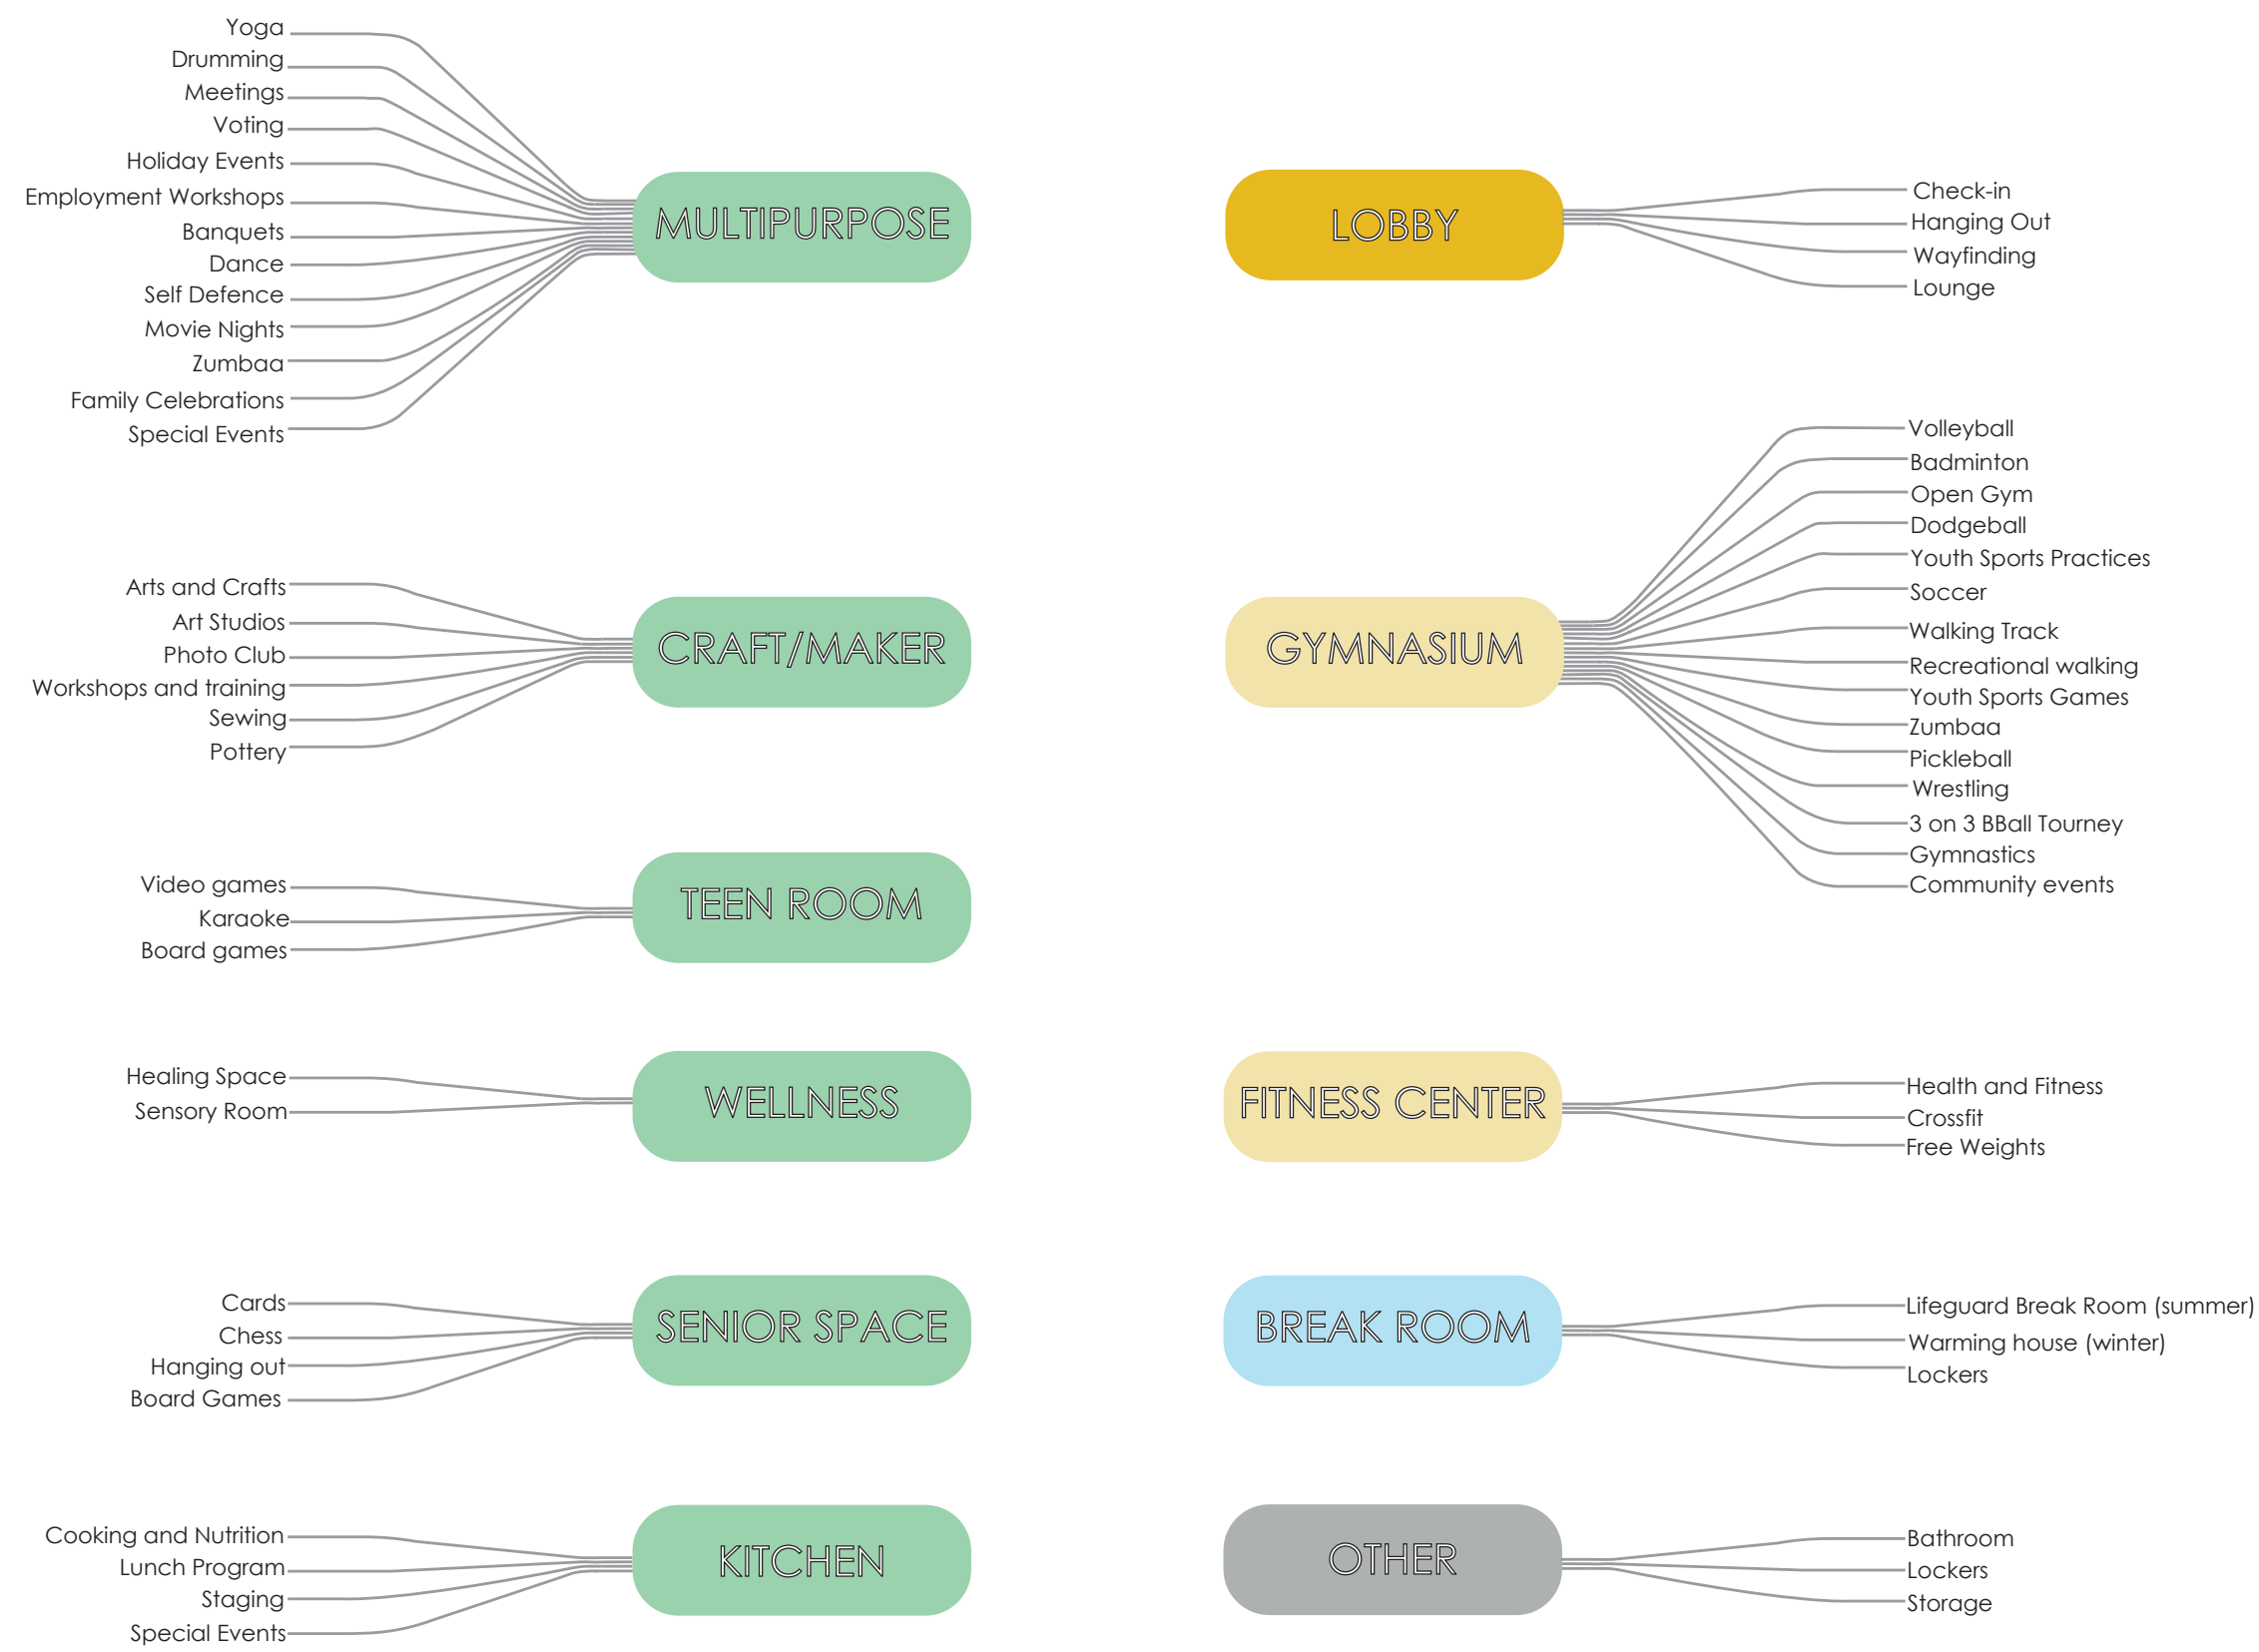 Yoga
Drumming
Meetings
Voting
Holiday Events
Employment Workshops
Banquets
Dance
Self Defence
Movie Nights
Zumbaa
Family Celebrations
Special Events
MULTIPURPOSE
Arts and Crafts
Art Studios
Photo Club
Workshops and training
Sewing
Pottery
CRAFT/MAKER
Video games
Karaoke
Board games
TEEN ROOM
Healing Space
Sensory Room
WELLNESS
Cards
Chess
Hanging out
Board Games
SENIOR SPACE
Cooking and Nutrition
Lunch Program
Staging
Special Events
KITCHEN
LOBBY
Check-in
Hanging Out
Wayfinding
Lounge
GYMNASIUM
Volleyball
Badminton
Open Gym
Dodgeball
Youth Sports Practices
Soccer
Walking Track
Recreational walking
Youth Sports Games
Zumbaa
Pickleball
Wrestling
3 on 3 BBall Tourney
Gymnastics
Community events
FITNESS CENTER
Health and Fitness
Crossfit
Free Weights
BREAK ROOM
Lifeguard Break Room (summer)
Warming house (winter)
Lockers
OTHER
Bathroom
Lockers
Storage